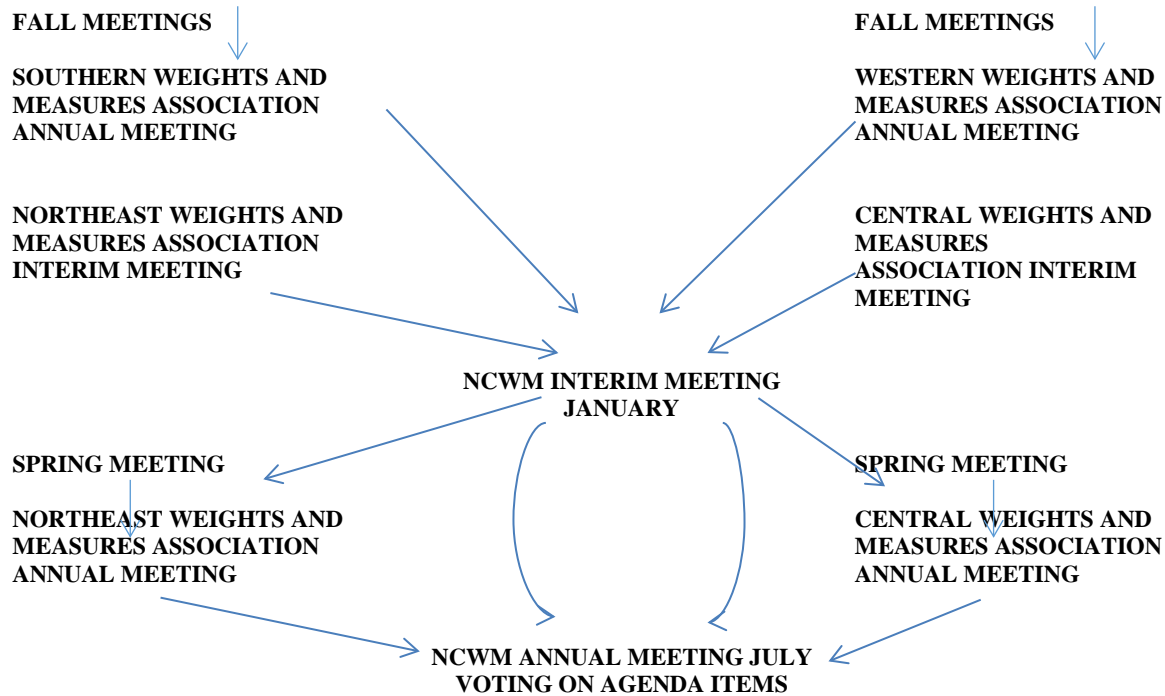 FALL MEETINGS
FALL MEETINGS
SOUTHERN WEIGHTS AND
MEASURES ASSOCIATION
ANNUAL MEETING
WESTERN WEIGHTS AND
MEASURES ASSOCIATION
ANNUAL MEETING
NORTHEAST WEIGHTS AND
MEASURES ASSOCIATION
INTERIM MEETING
CENTRAL WEIGHTS AND
MEASURES
ASSOCIATION INTERIM
MEETING
NCWM INTERIM MEETING
JANUARY
SPRING MEETING
SPRING MEETING
NORTHEAST WEIGHTS AND
MEASURES ASSOCIATION
ANNUAL MEETING
CENTRAL WEIGHTS AND
MEASURES ASSOCIATION
ANNUAL MEETING
NCWM ANNUAL MEETING JULY
VOTING ON AGENDA ITEMS